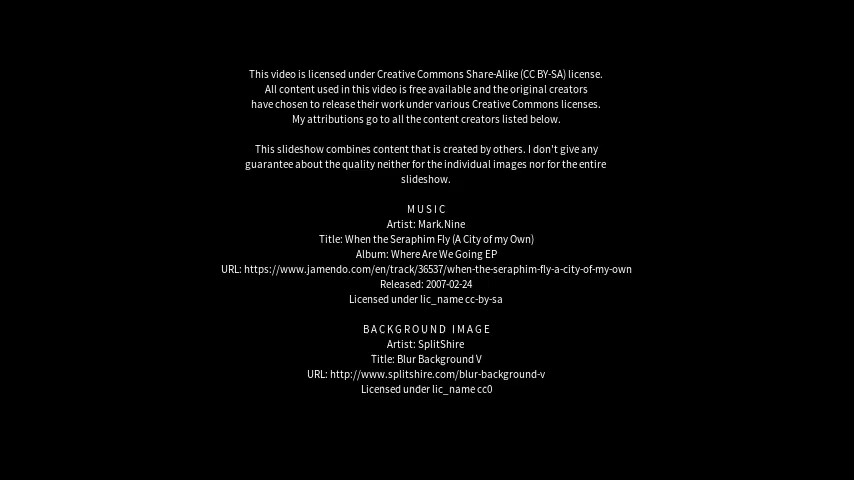 This video is licensed under Creative Commons Share-Alike (CC BY-SA) license.
All content used in this video is free available and the original creators
have chosen to release their work under various Creative Commons licenses.
My attributions go to all the content creators listed below.
This slideshow combines content that is created by others. I don't give any
guarantee about the quality neither for the individual images nor for the entire
slideshow.
MUSIC
Artist: Mark.Nine
Title: When the Seraphim Fly (A City of my Own)
Album: Where Are We Going EP
URL: https://www.jamendo.com/en/track/36537/when-the-seraphim-fly-a-city-of-my-own
Released: 2007-02-24
Licensed under lic_name cc-by-sa
BACKGROUND IMAGE
Artist: SplitShire
Title: Blur Background V
URL: http://www.splitshire.com/blur-background-v
Licensed under lic_name cc0